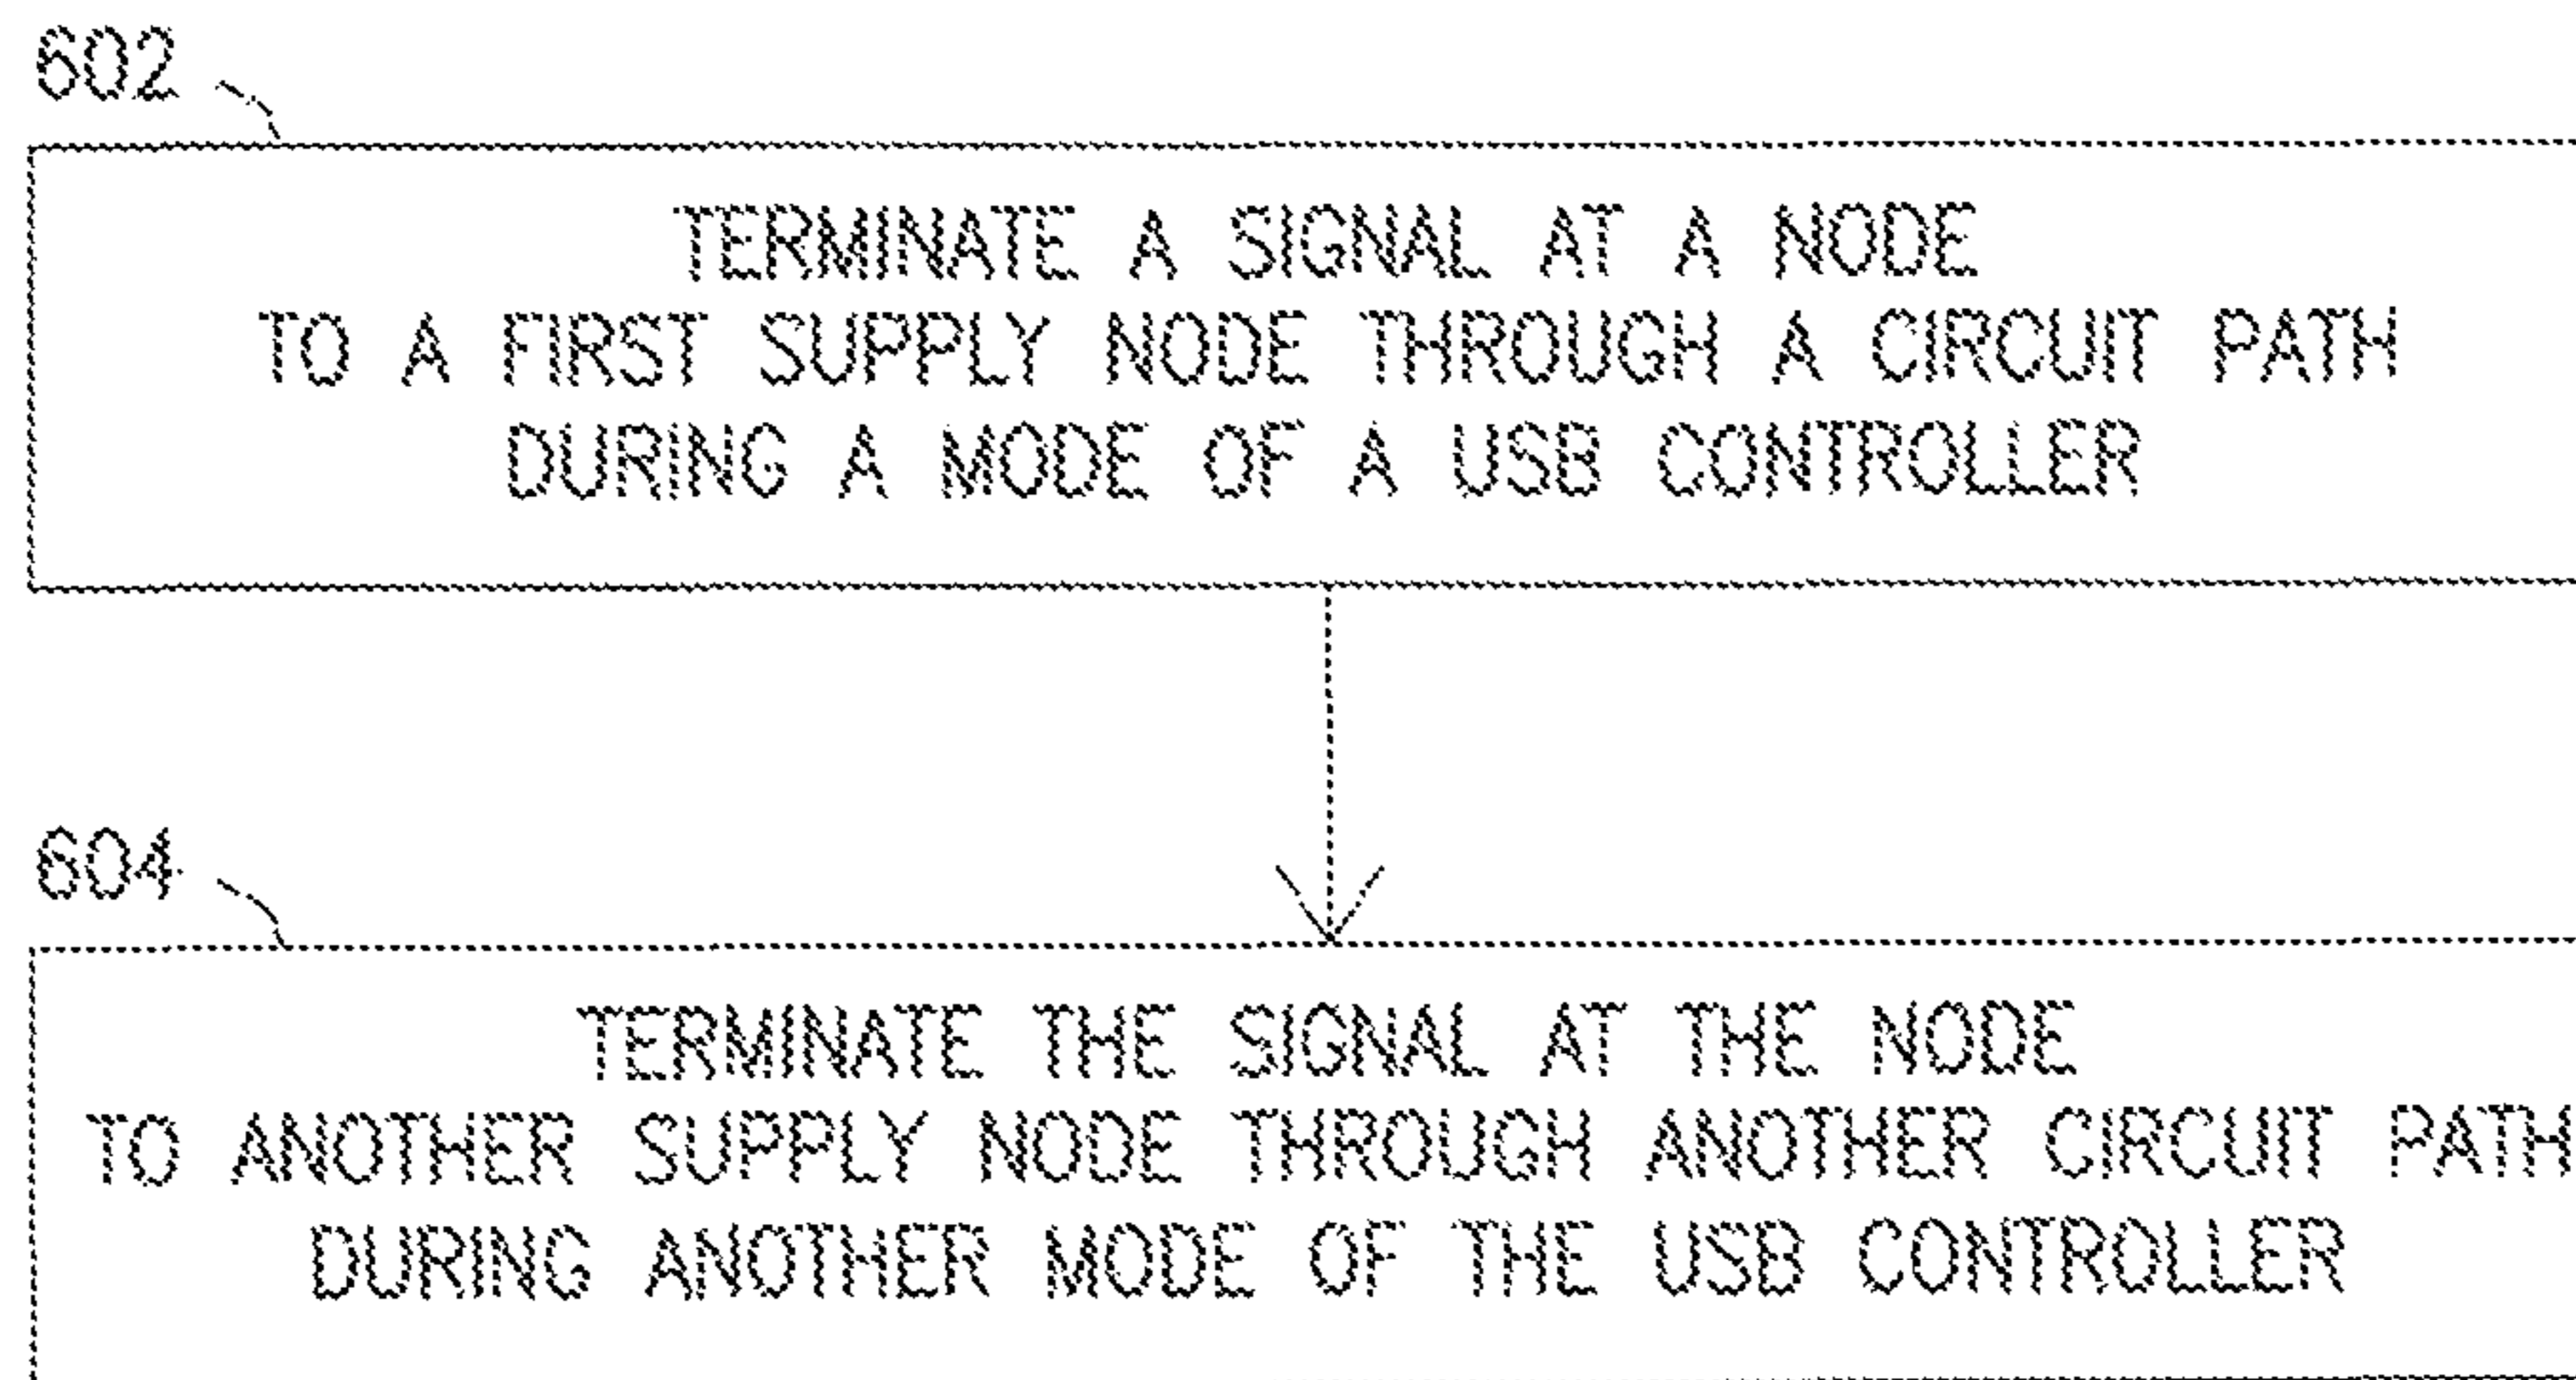 602
TERMINATE A SIGNAL AT A NODE
TO A FIRST SUPPLY NODE THROUGH A CIRCUIT PATH
DURING A MODE OF A USB CONTROLLER
604
TERMINATE THE SIGNAL AT THE NODE
TO ANOTHER SUPPLY NODE THROUGH ANOTHER CIRCUIT PATH
DURING ANOTHER MODE OF THE USB CONTROLLER